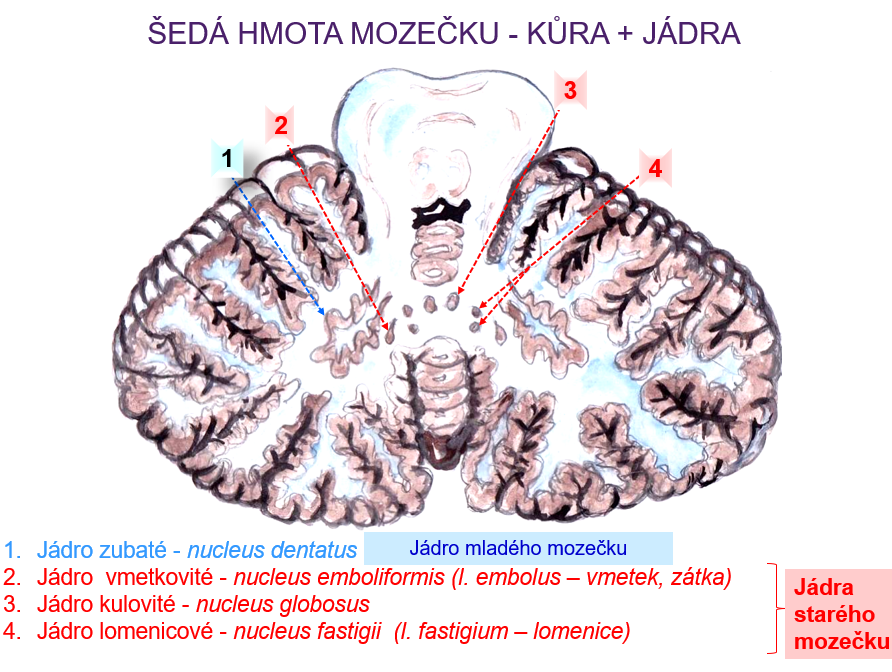 ŠEDÁ HMOTA MOZEČKU - KŮRA + JÁDRA
3
2
1
4
1. Jádro zubaté - nucleus dentatus
Jádro mladého mozečku
2. Jádro vmetkovité - nucleus emboliformis (l. embolus – vmetek, zátka)
3. Jádro kulovité - nucleus globosus
4. Jádro lomenicové - nucleus fastigii (l. fastigium – lomenice)
Jádra
starého
mozečku